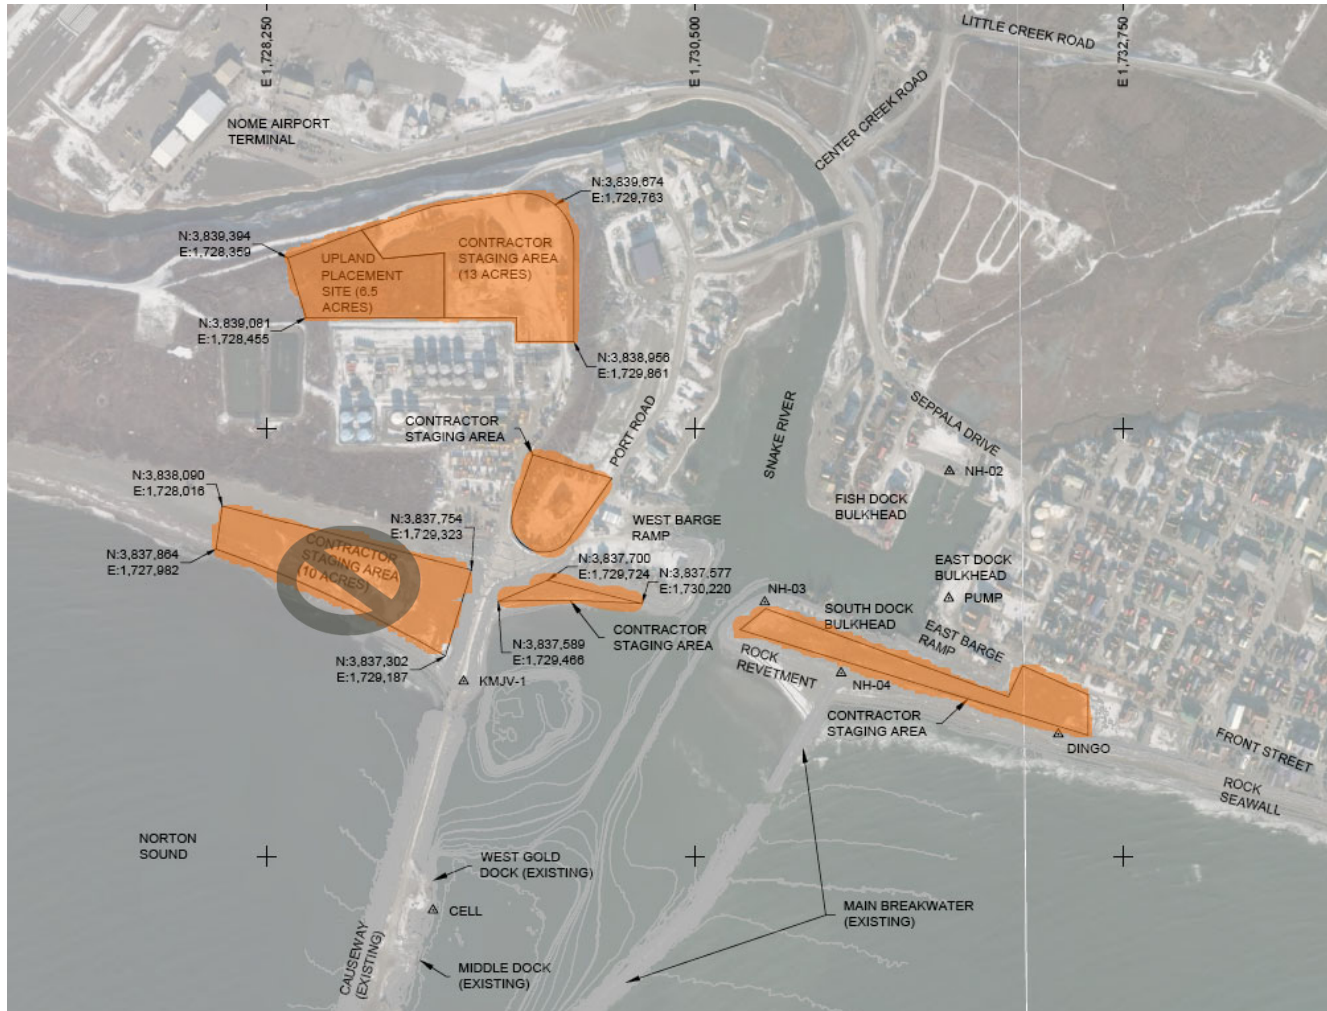 E 1,728,250
E 1,730,500
E 1,732,750
LITTLE CREEK ROAD
NOME AIRPORT
TERMINAL
CENTER CREEK ROAD
N:3,839,674
E:1,729,763
N:3,839,394
E:1,728,359
CONTRACTOR
STAGING AREA
(13 ACRES)
UPLAND
PLACEMENT
SITE (6.5
ACRES)
N:3,839,081
E:1,728,455
N:3,838,956
E:1,729,861
CONTRACTOR
STAGING AREA
PORT ROAD
SNAKE RIVER
SEPPALA DRIVE
NH-02
N:3,838,090
E:1,728,016
FISH DOCK
BULKHEAD
N:3,837,754
E:1,729,323
WEST BARGE
RAMP
CONTRACTOR
STAGING AREA
(10 ACRES)
N:3,837,864
E:1,727,982
N:3,837,700
E:1,729,724
N:3,837,577
E:1,730,220
EAST DOCK
BULKHEAD
PUMP
NH-03
SOUTH DOCK
BULKHEAD
EAST BARGE
RAMP
CONTRACTOR
STAGING AREA
N:3,837,589
E:1,729,466
ROCK
REVETMENT
N:3,837,302
E:1,729,187
KMJV-1
NH-04
CONTRACTOR
STAGING AREA
DINGO
FRONT STREET
ROCK
SEAWALL
NORTON
SOUND
WEST GOLD
DOCK (EXISTING)
CELL
MAIN BREAKWATER
(EXISTING)
CAUSEWAY
(EXISTING)
MIDDLE DOCK
(EXISTING)